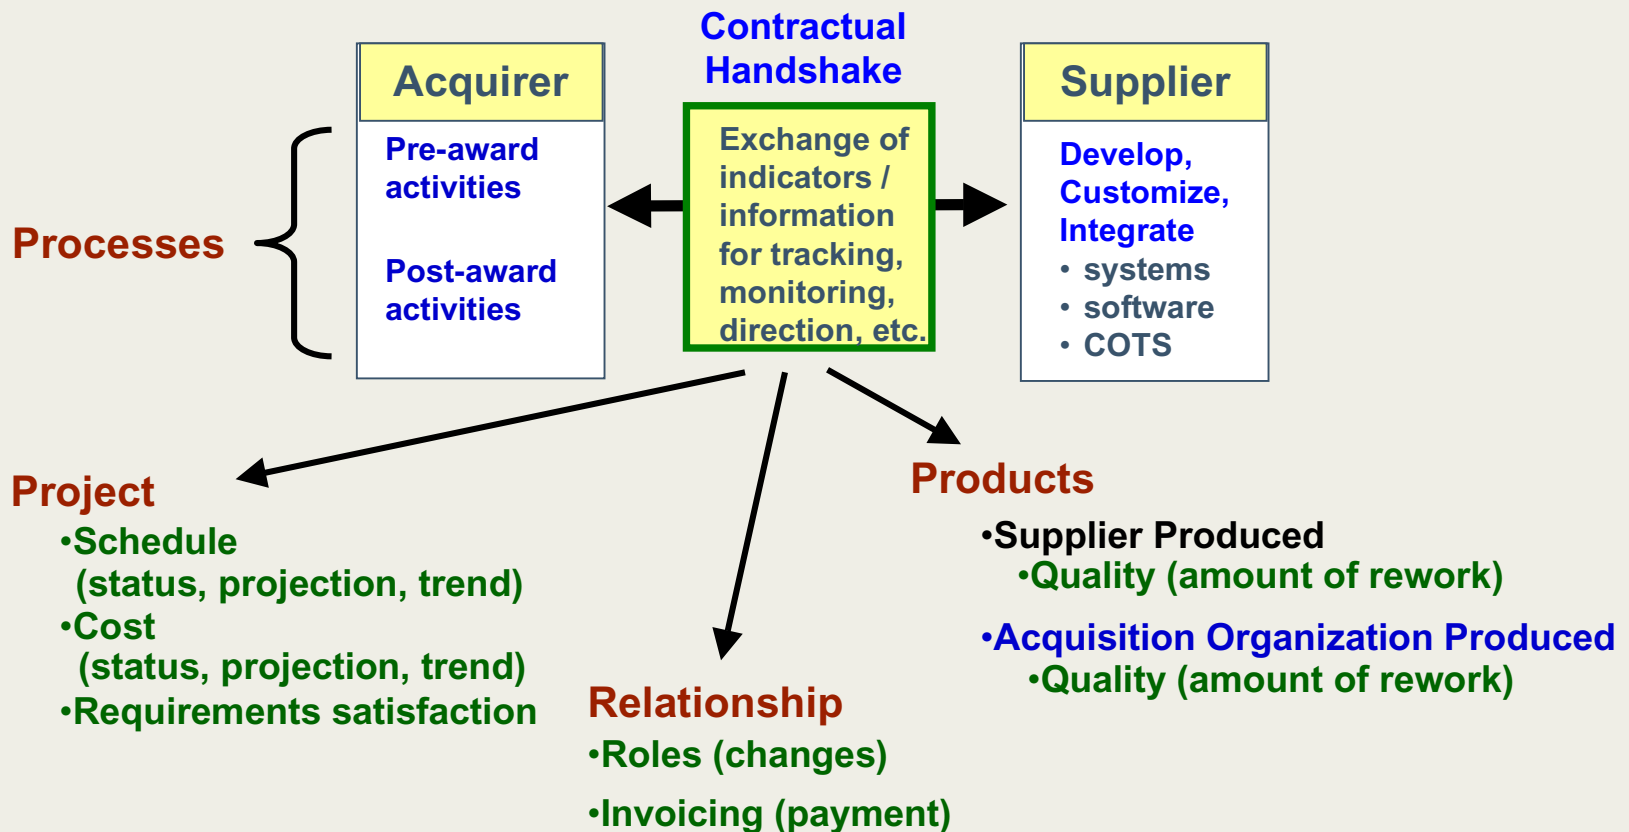 Contractual
Handshake
Acquirer
Pre-award
activities
Post-award
activities
Processes
Exchange of
indicators /
information
for tracking,
monitoring,
direction, etc.
Supplier
Develop,
Customize,
Integrate
• systems
• software
• COTS
Project
•Schedule
(status, projection, trend)
•Cost
(status, projection, trend)
•Requirements satisfaction
Relationship
•Roles (changes)
•Invoicing (payment)
Products
•Supplier Produced
•Quality (amount of rework)
•Acquisition Organization Produced
•Quality (amount of rework)